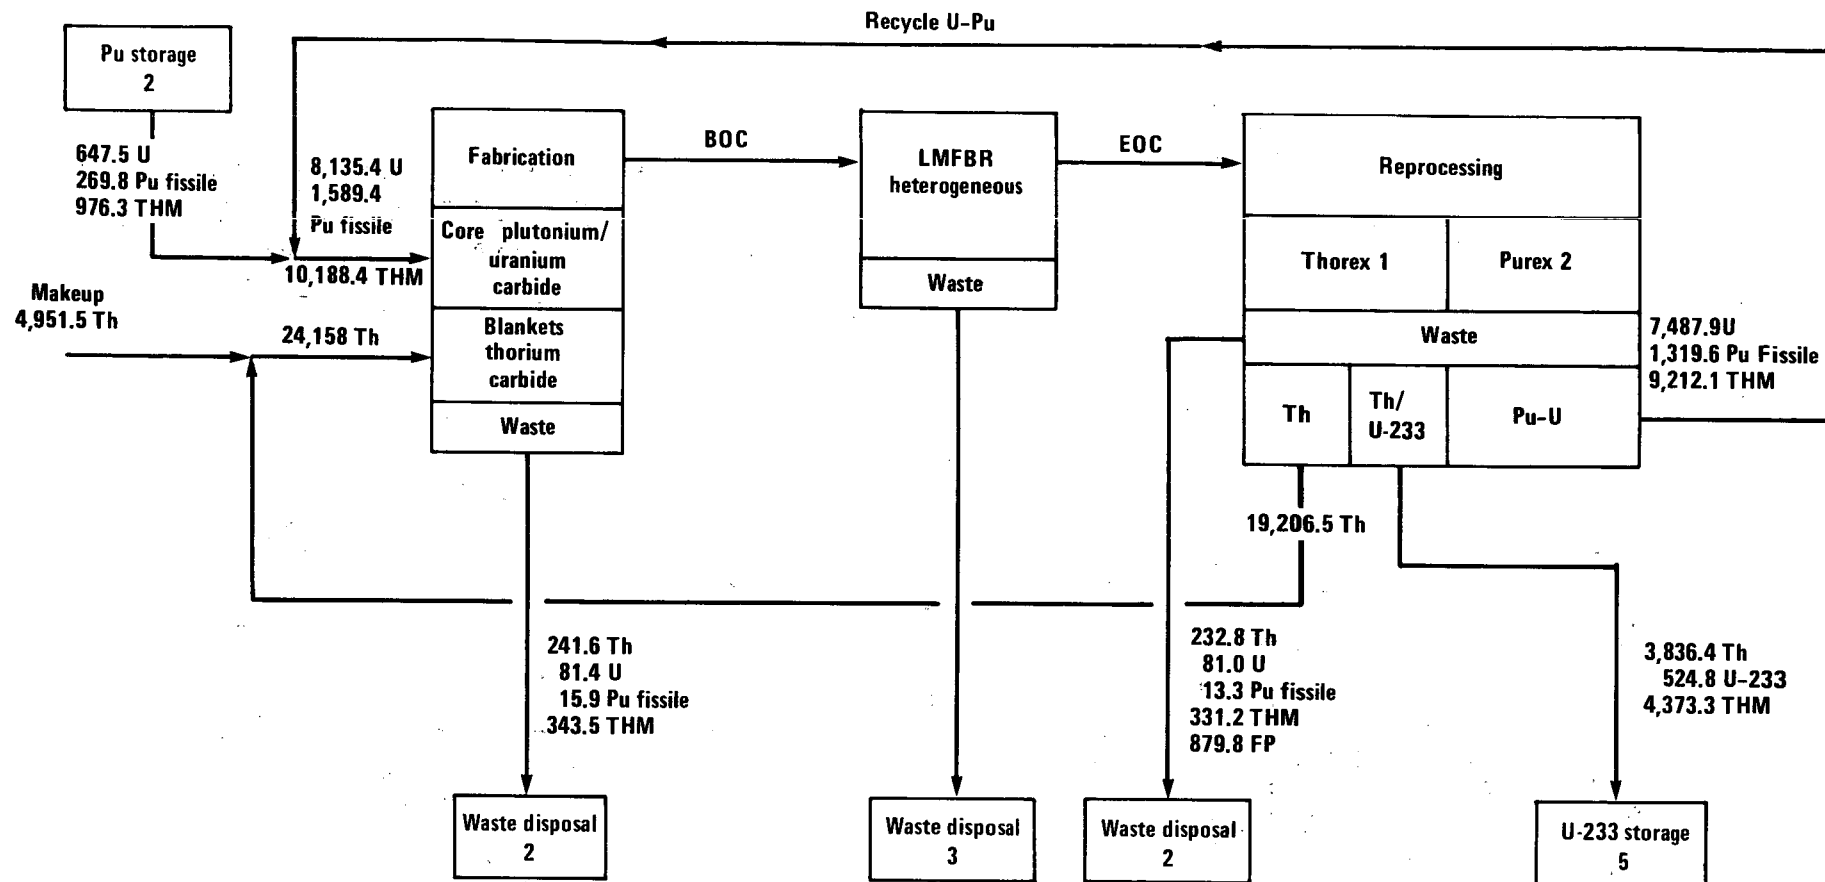 Recycle U-Pu
Pu storage
2
647.5 U
269.8 Pu fissile
976.3 THM
8,135.4 U
1,589.4
Pu fissile
10,188.4 THM
Makeup
4,951.5 Th
24,158 Th
Fabrication
Core plutonium/
uranium
carbide
Blankets
thorium
carbide
Waste
BOC
LMFBR
heterogeneous
Waste
EOC
Reprocessing
Thorex 1
Purex 2
Waste
Th
Th/
U-233
Pu-U
7,487.9U
1,319.6 Pu Fissile
9,212.1 THM
19,206.5 Th
241.6 Th
81.4 U
15.9 Pu fissile
343.5 THM
232.8 Th
81.0 U
13.3 Pu fissile
331.2 THM
879.8 FP
3,836.4 Th
524.8 U-233
4,373.3 THM
Waste disposal
2
Waste disposal
3
Waste disposal
2
U-233 storage
5